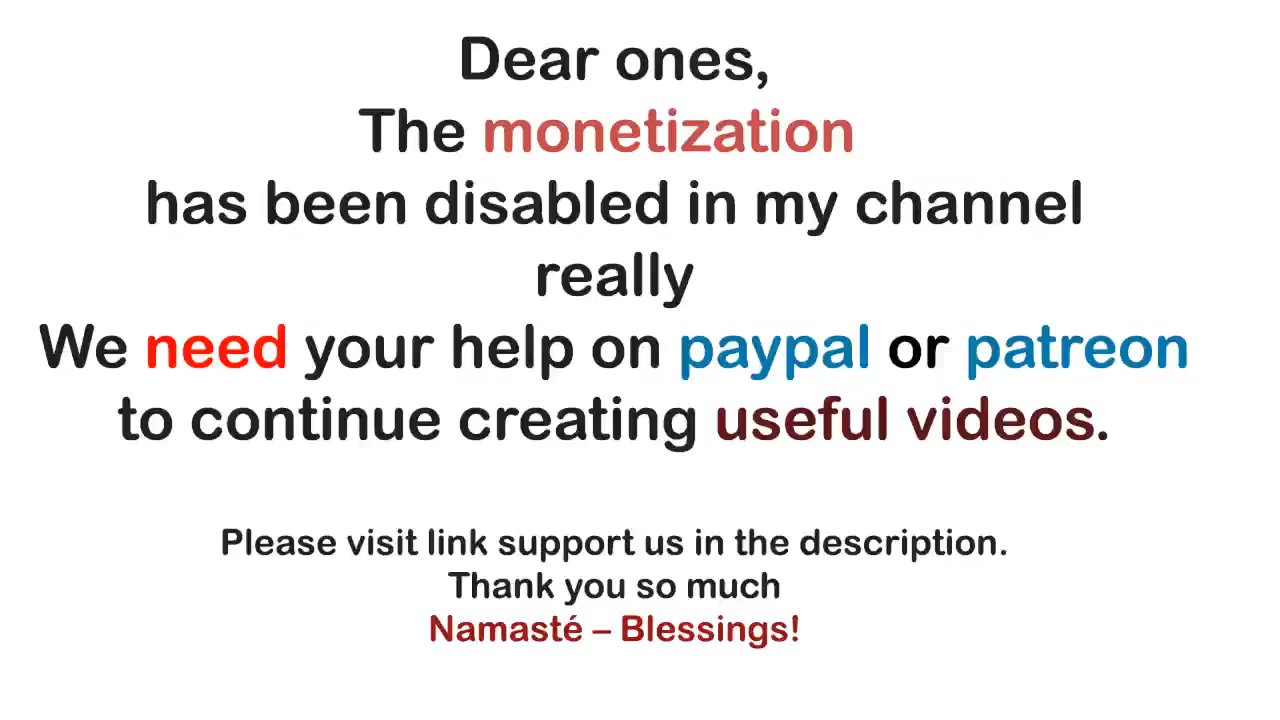 Dear ones,
The monetization
has been disabled in my channel
really
We need your help on paypal or patreon
to continue creating useful videos.
Please visit link support us in the description.
Thank you so much
Namasté – Blessings!